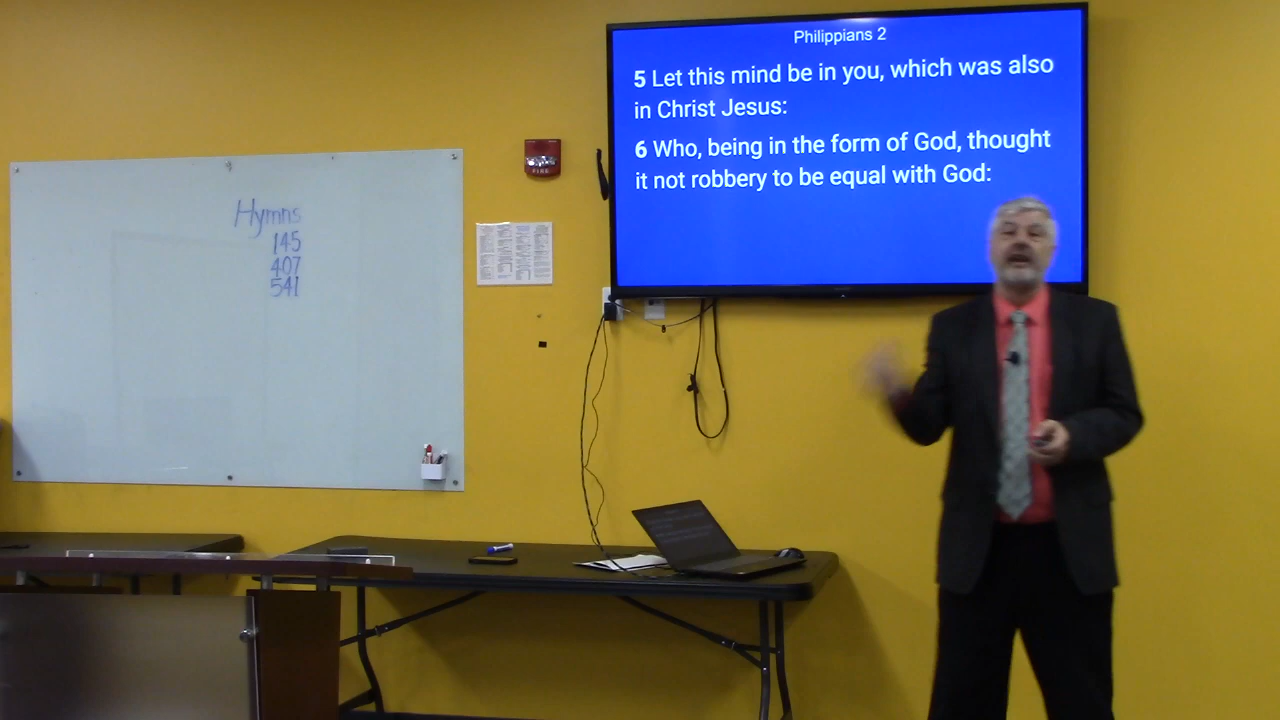 Hymns
145
407
541
FIRE
Philippians 2
5 Let this mind be in you, which was also
in Christ Jesus:
6 Who, being in the form of God, thought
it not robbery to be equal with God: